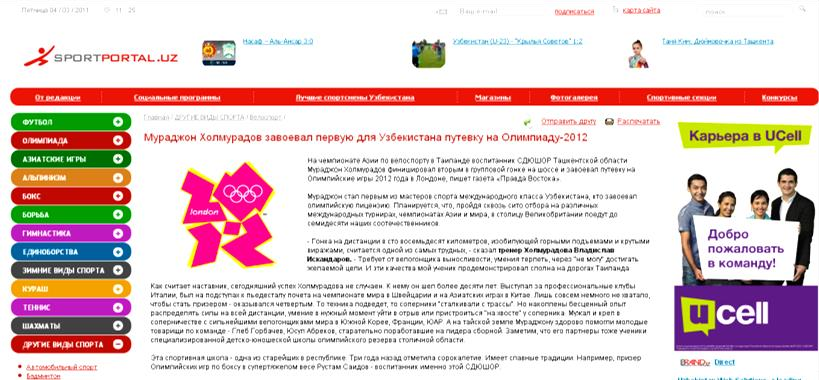 Пятница 04 / 03 / 2011 11 : 29
Ваш e-mail подписаться
карта сайта
поиск
SPORTPORTAL.UZ
Насаф - Аль-Ансар 3:0
Узбекистан (U-23) - "Крылья Советов" 1:2
Таня Ким. Дюймовочка из Ташкента
От редакции Социальные программы Лучшие спортсмены Узбекистана Магазины Фотогалерея Спортивные секции Конкурсы
Главная / ДРУГИЕ ВИДЫ СПОРТА / Велоспорт /
Отправить другу Распечатать
ФУТБОЛ
ОЛИМПИАДА
АЗИАТСКИЕ ИГРЫ
АЛЬПИНИЗМ
БОКС
БОРЬБА
ГИМНАСТИКА
ЕДИНОБОРСТВА
ЗИМНИЕ ВИДЫ СПОРТА
КУРАШ
ТЕННИС
ШАХМАТЫ
ДРУГИЕ ВИДЫ СПОРТА
Автомобильный спорт
Бадминтон
Мураджон Холмурадов завоевал первую для Узбекистана путевку на Олимпиаду-2012
london
На чемпионате Азии по велоспорту в Таиланде воспитанник СДЮШОР Ташкентской области
Мураджон Холмурадов финишировал вторым в групповой гонке на шоссе и завоевал путевку на
Олимпийские игры 2012 года в Лондоне, пишет газета «Правда Востока».
Мураджон стал первым из мастеров спорта международного класса Узбекистана, кто завоевал
олимпийскую лицензию. Планируется, что, пройдя сквозь сито отбора на различных
международных турнирах, чемпионатах Азии и мира, в столицу Великобритании поедут до
семидесяти наших соотечественников.
- Гонка на дистанции в сто восемьдесят километров, изобилующей горными подъемами и крутыми
виражами, считается одной из самых трудных, - сказал тренер Холмурадова Владислав
Искандаров. - Требует от велогонщика выносливости, умения терпеть, через "не могу" достигать
желаемой цели. И эти качества мой ученик продемонстрировал сполна на дорогах Таиланда.
Как считает наставник, сегодняшний успех Холмурадова не случаен. К нему он шел более десяти лет. Выступал за профессиональные клубы
Италии, был на подступах к пьедесталу почета на чемпионате мира в Швейцарии и на Азиатских играх в Китае. Лишь совсем немного не хватало,
чтобы стать призером - оказывался четвертым. То техника подведет, то соперники "сталкивали с трассы". Но накоплены бесценный опыт
распределять силы на всей дистанции, умение в нужный момент уйти в отрыв или пристроиться "на хвосте" у соперника. Мужал и креп в
соперничестве с сильнейшими велогонщиками мира в Южной Корее, Франции, ЮАР. А на тайской земле Мураджону здорово помогли молодые
товарищи по команде - Глеб Горбачев, Юсуп Абреков, старательно поработавшие на лидера сборной. Заметим, что его партнеры тоже ученики
специализированной детско-юношеской школы олимпийского резерва столичной области.
Эта спортивная школа - одна из старейших в республике. Три года назад отметила сорокалетие. Имеет славные традиции. Например, призер
Олимпийских игр по боксу в супертяжелом весе Рустам Саидов - воспитанник именно этой СДЮШОР.
Карьера в UCell
Добро
пожаловать
в команду!
ucell
BRAND.uz Direct